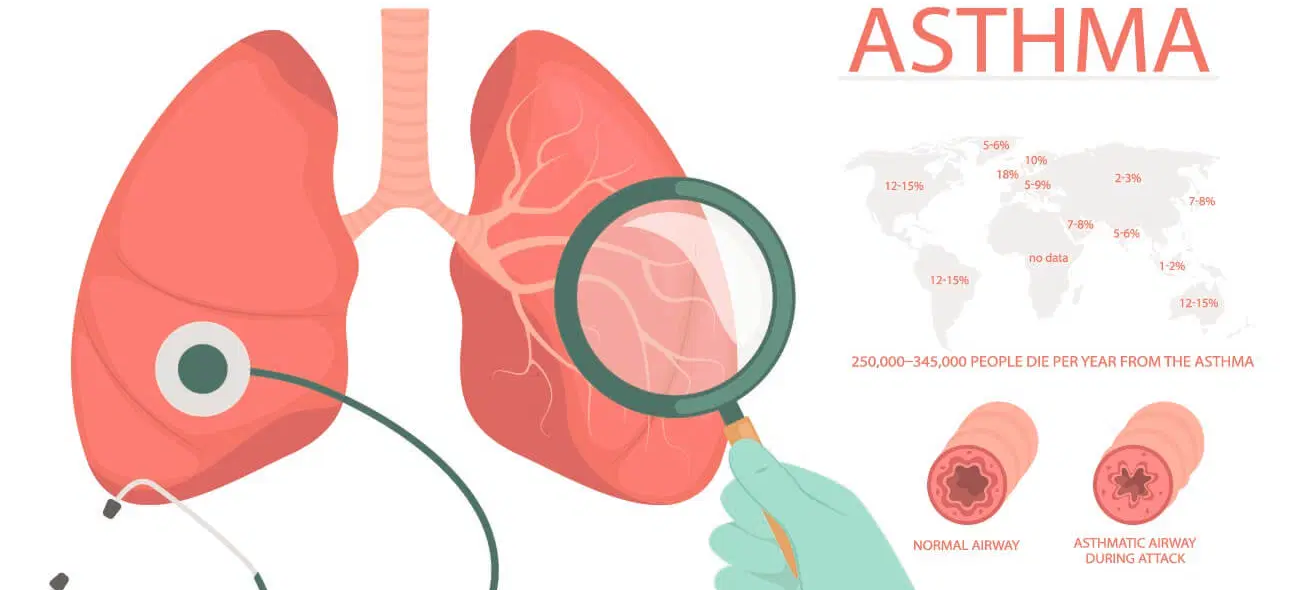 ASTHMA
5-6%
10%
18%
12-15%
5-9%
2-3%
7-8%
7-8%
5-6%
no data
1-2%
12-15%
12-15%
250,000–345,000 PEOPLE DIE PER YEAR FROM THE ASTHMA
NORMAL AIRWAY
ASTHMATIC AIRWAY
DURING ATTACK